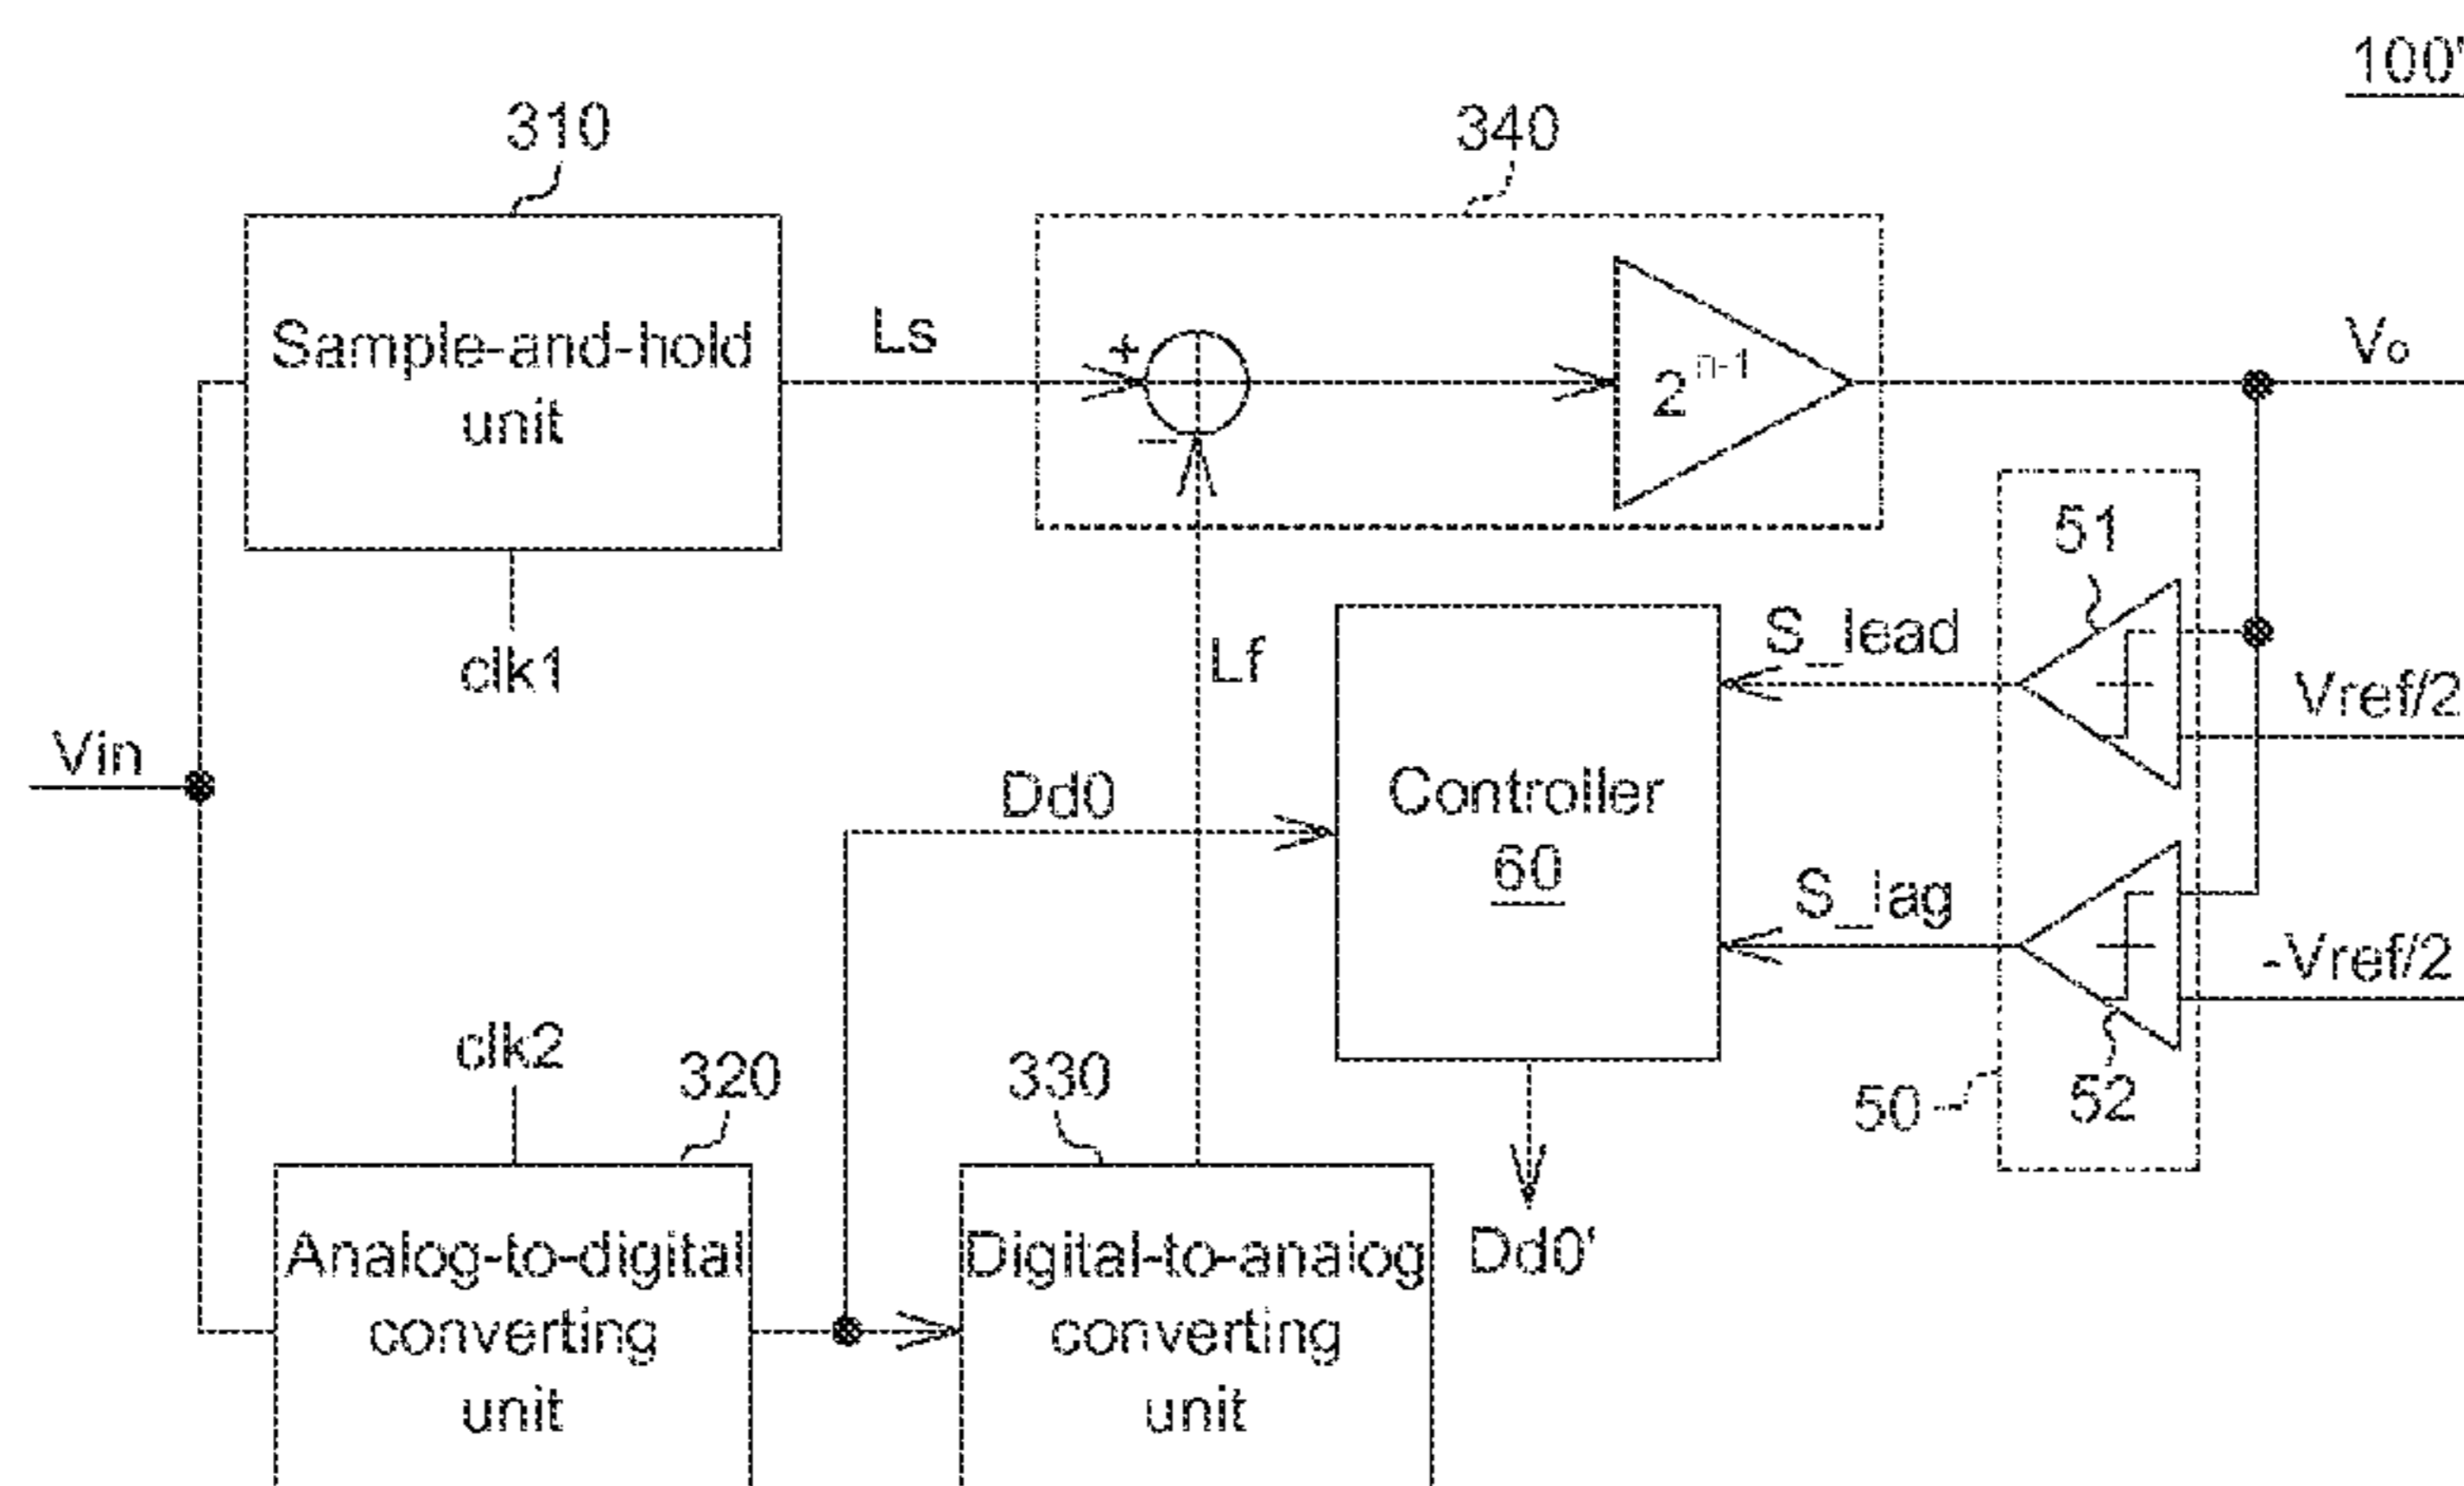 100'
310
340
Sample-and-hold
unit
Ls
+
−
2^n-1
Vo
clk1
Lf
51
S_lead
Vref/2
Vin
Dd0
Controller
60
S_lag
-Vref/2
clk2
320
330
50
52
Analog-to-digital
converting
unit
Digital-to-analog
converting
unit
Dd0'